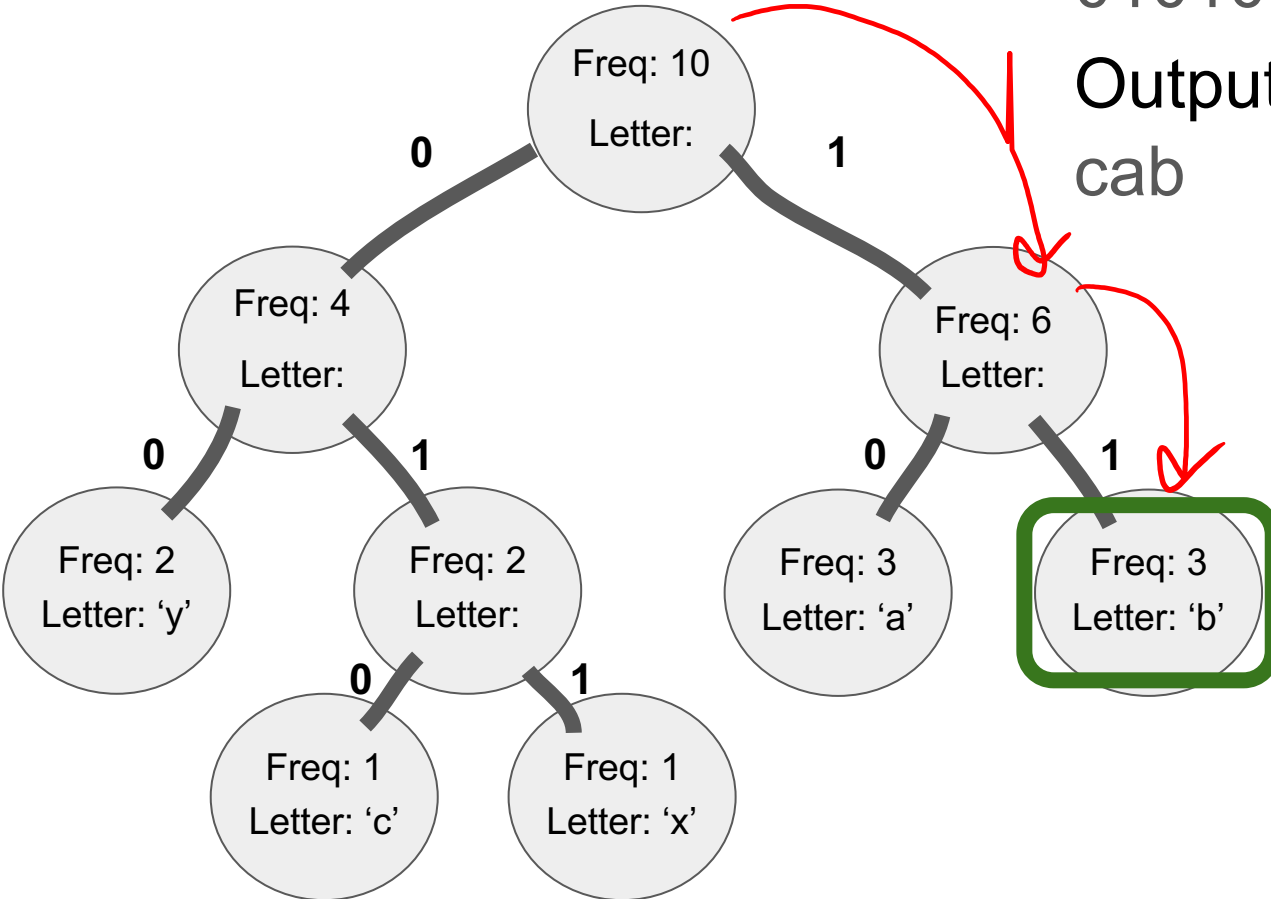 Freq: 10
Letter:
Output
cab
0
1
Freq: 4
Letter:
Freq: 6
Letter:
0
1
0
1
Freq: 2
Letter: ‘y’
Freq: 2
Letter:
Freq: 3
Letter: ‘a’
Freq: 3
Letter: ‘b’
0
1
Freq: 1
Letter: ‘c’
Freq: 1
Letter: ‘x’